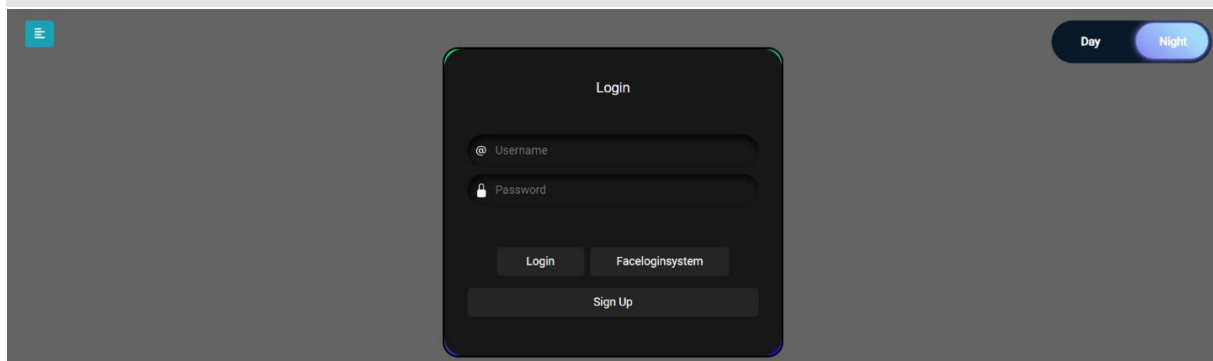 Day Night
Login
@ Username
Password
Login Faceloginsystem
Sign Up